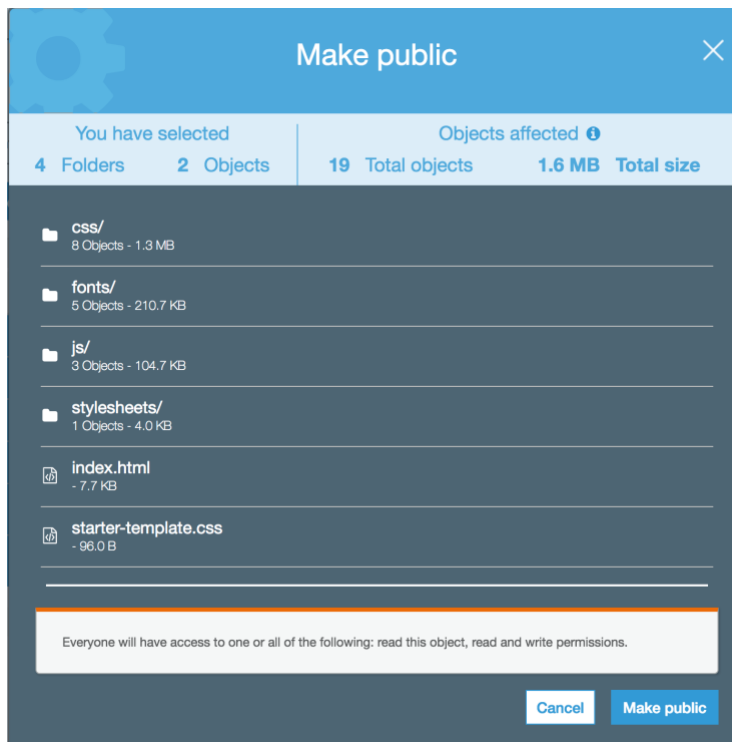 Make public
You have selected
Objects affected
4 Folders 2 Objects 19 Total objects 1.6 MB Total size
css/
8 Objects - 1.3 MB
fonts/
5 Objects - 210.7 KB
js/
3 Objects - 104.7 KB
stylesheets/
1 Objects - 4.0 KB
index.html
- 7.7 KB
starter-template.css
- 96.0 B
Everyone will have access to one or all of the following: read this object, read and write permissions.
Cancel Make public